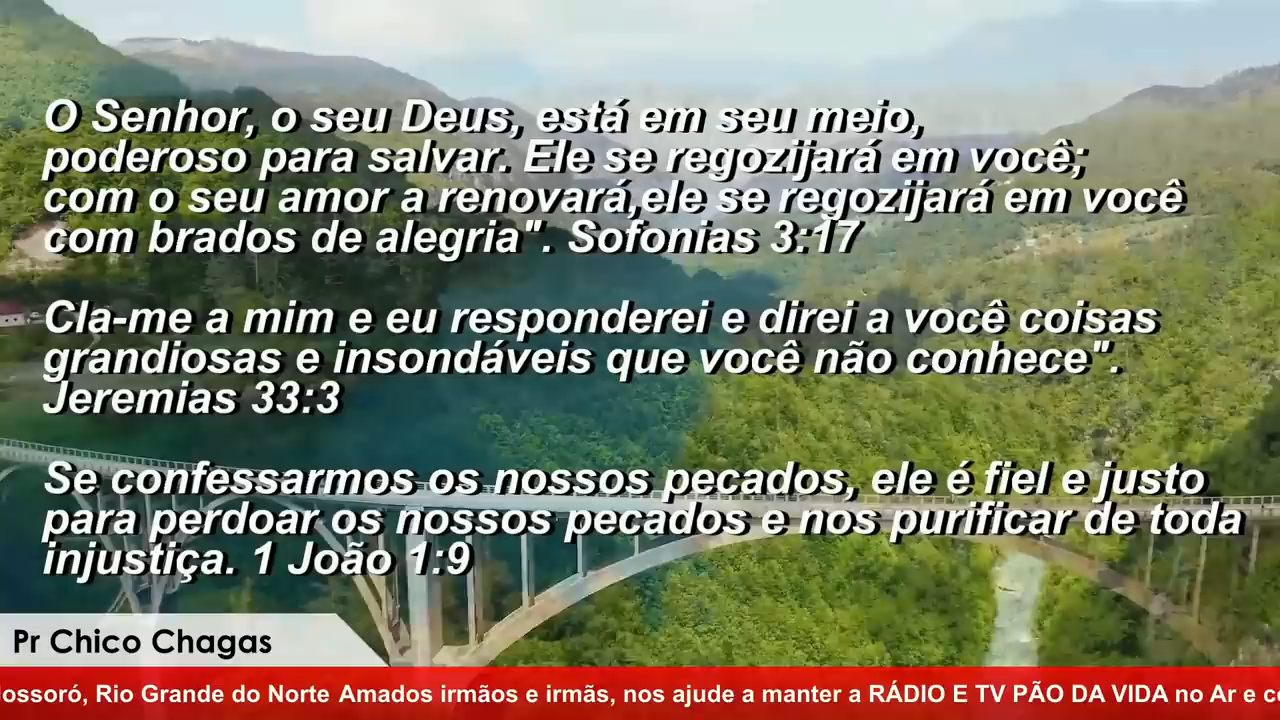 O Senhor, o seu Deus, está em seu meio,
poderoso para salvar. Ele se regozijará em você;
com o seu amor a renovará,ele se regozijará em você
com brados de alegria". Sofonias 3:17
Cla-me a mim e eu responderei e direi a você coisas
grandiosas e insondáveis que você não conhece".
Jeremias 33:3
Se confessarmos os nossos pecados, ele é fiel e justo
para perdoar os nossos pecados e nos purificar de toda
injustiça. 1 João 1:9
Pr Chico Chagas
Rio Grande do Norte Amados irmãos e irmãs, nos ajude a manter a RÁDIO E TV PÃO DA VIDA no Ar e